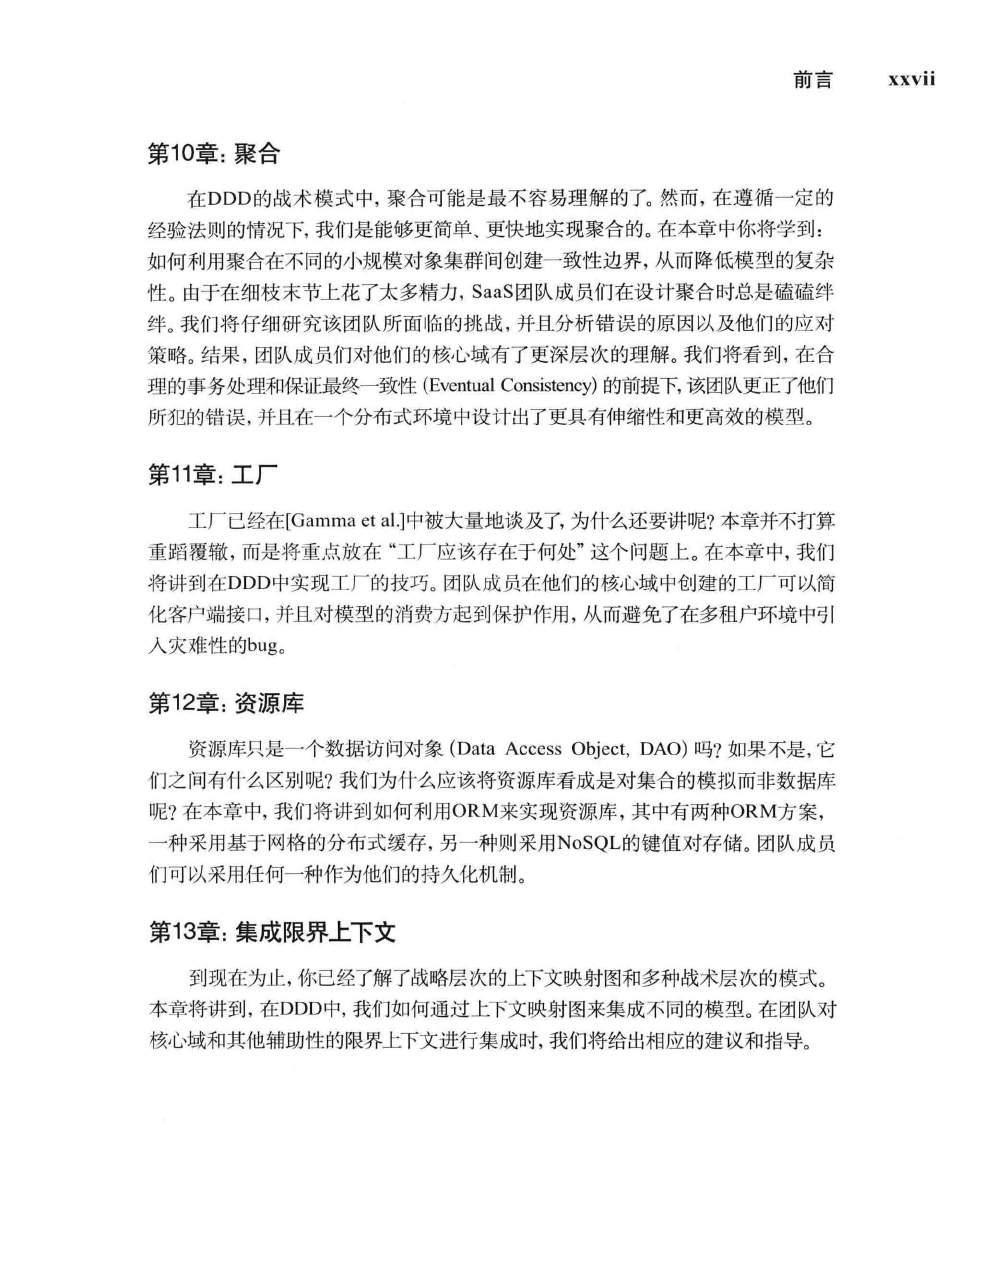 前言 xxvii
第10章：聚合
在DDD的战术模式中，聚合可能是最不容易理解的了。然而，在遵循一定的
经验法则的情况下，我们是能够更简单、更快地实现聚合的。在本章中你将学到：
如何利用聚合在不同的小规模对象集群间创建一致性边界，从而降低模型的复杂
性。由于在细枝末节上花了太多精力，SaaS团队成员们在设计聚合时总是磕磕绊
绊。我们将仔细研究该团队所面临的挑战，并且分析错误的原因以及他们的应对
策略。结果，团队成员们对他们的核心域有了更深层次的理解。我们将看到，在合
理的事务处理和保证最终一致性（Eventual Consistency）的前提下，该团队更正了他们
所犯的错误，并且在一个分布式环境中设计出了更具有伸缩性和更高效的模型。
第11章：工厂
工厂已经在[Gamma et al.]中被大量地谈及了，为什么还要讲呢？本章并不打算
重蹈覆辙，而是将重点放在“工厂应该存在于何处”这个问题上。在本章中，我们
将讲到在DDD中实现工厂的技巧。团队成员在他们的核心域中创建的工厂可以简
化客户端接口，并且对模型的消费方起到保护作用，从而避免了在多租户环境中引
入灾难性的bug。
第12章：资源库
资源库只是一个数据访问对象（Data Access Object，DAO）吗？如果不是，它
们之间有什么区别呢？我们为什么应该将资源库看成是对集合的模拟而非数据库
呢？在本章中，我们将讲到如何利用ORM来实现资源库，其中有两种ORM方案，
一种采用基于网格的分布式缓存，另一种则采用NoSQL的键值对存储。团队成员
们可以采用任何一种作为他们的持久化机制。
第13章：集成限界上下文
到现在为止，你已经了解了战略层次的上下文映射图和多种战术层次的模式。
本章将讲到，在DDD中，我们如何通过上下文映射图来集成不同的模型。在团队对
核心域和其他辅助性的限界上下文进行集成时，我们将给出相应的建议和指导。